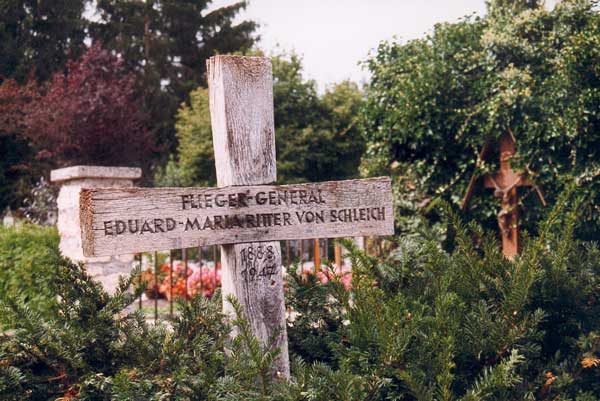 FLIEGER-GENERAL
EDUARD-MARIA RITTER VON SCHLEICH
1888
1947